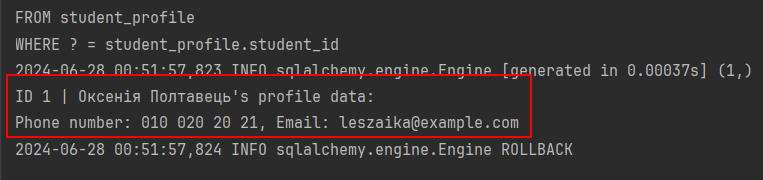 FROM student_profile
WHERE ? = student_profile.student_id
2024-06-28 00:51:57,823 INFO sqlalchemy.engine.Engine [generated in 0.00037s] (1,)
ID 1 | Оксенія Полтавець's profile data:
Phone number: 010 020 20 21, Email: leszaika@example.com
2024-06-28 00:51:57,824 INFO sqlalchemy.engine.Engine ROLLBACK